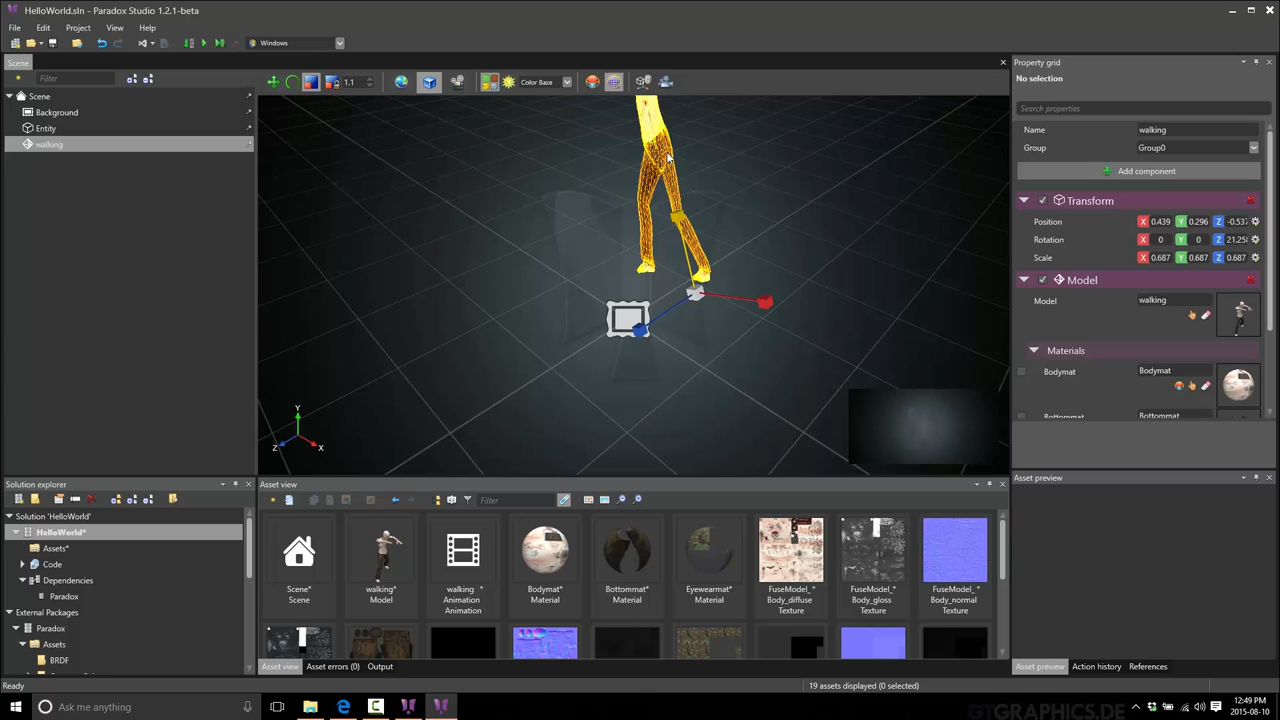 HelloWorld.sln - Paradox Studio 1.2.1-beta
File Edit Project View Help
Windows
Scene
Filter
1.1
Color Base
Scene
Background
Entity
walking
Y
Z
X
Property grid
No selection
Search properties
Name walking
Group Group0
Add component
Transform
Position X 0.439 Y 0.296 Z -0.537
Rotation X 0 Y 0 Z 21.25
Scale X 0.687 Y 0.687 Z 0.687
Model
Model walking
Materials
Bodymat Bodymat
Bottommat Bottommat
Solution explorer
Solution 'HelloWorld'*
HelloWorld*
Assets*
Code
Dependencies
Paradox
External Packages
Paradox
Assets
BRDF
Asset view
Filter
Scene*
Scene
walking*
Model
walking_*
Animation
Animation
Bodymat*
Material
Bottommat*
Material
Eyewearmat*
Material
FuseModel_*
Body_diffuse
Texture
FuseModel_*
Body_gloss
Texture
FuseModel_*
Body_normal
Texture
Asset view Asset errors (0) Output
Asset preview
Asset preview Action history References
Ready
19 assets displayed (0 selected)
Ask me anything
12:49 PM
2015-08-10
GTGRAPHICS.DE